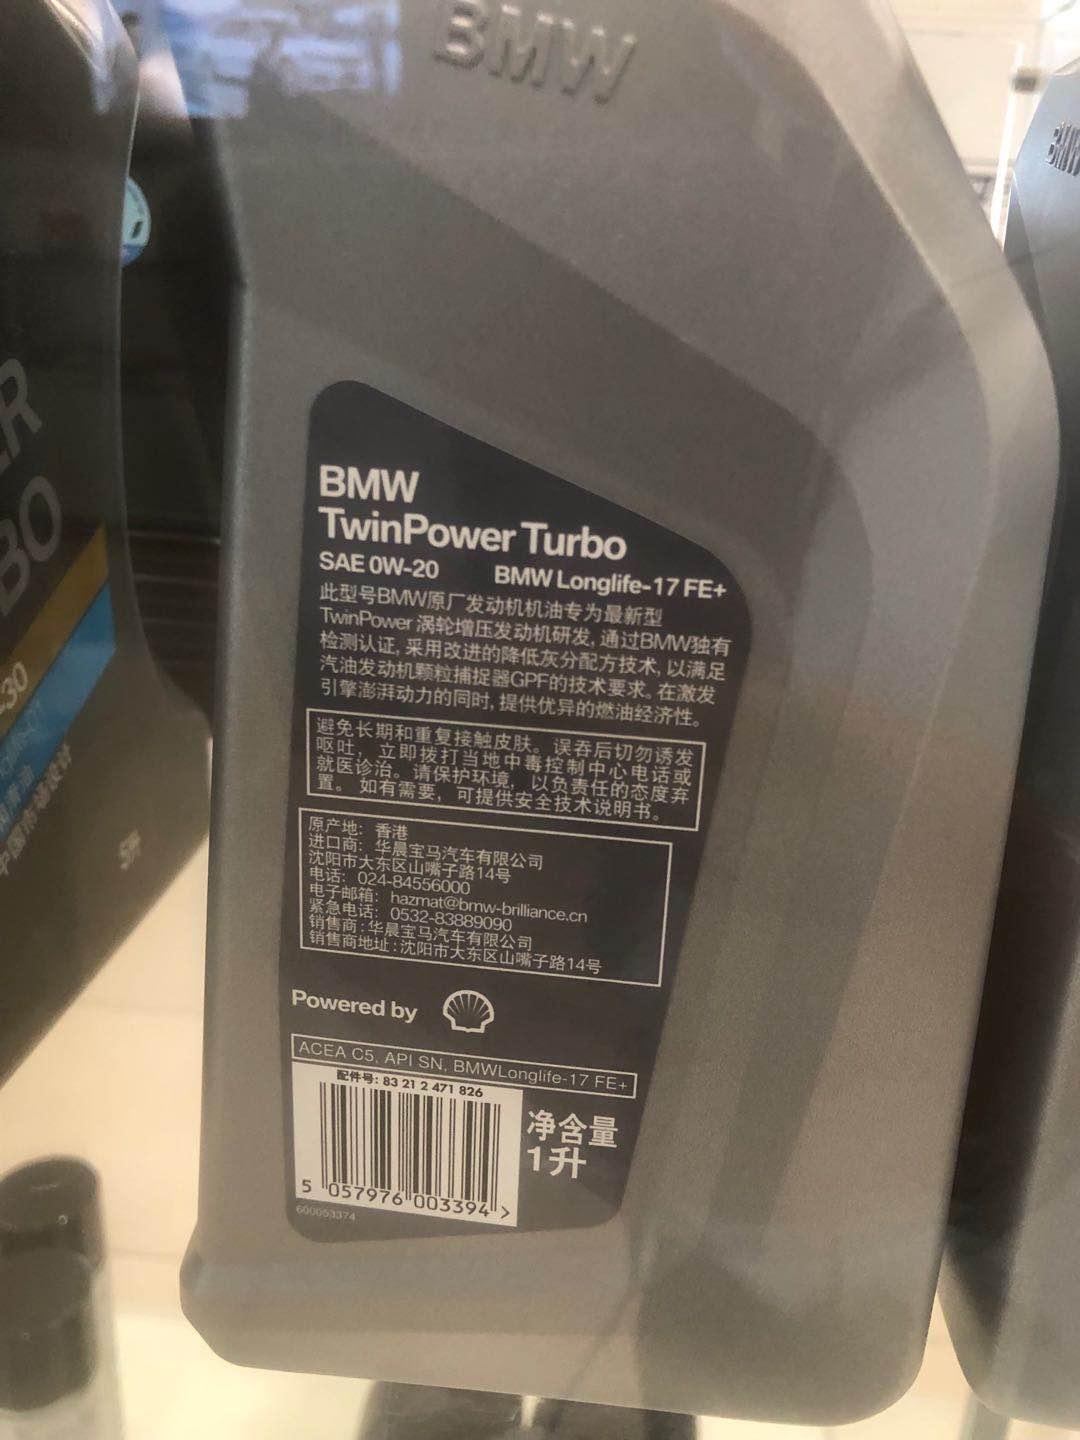 BMW
BMW
ER
BO
-30
SP
BMW
TwinPower Turbo
SAE 0W-20 BMW Longlife-17 FE+
此型号BMW原厂发动机机油专为最新型
TwinPower 涡轮增压发动机研发, 通过BMW独有
检测认证, 采用改进的降低灰分配方技术, 以满足
汽油发动机颗粒捕捉器GPF的技术要求。在激发
引擎澎湃动力的同时, 提供优异的燃油经济性。
避免长期和重复接触皮肤。误吞后切勿诱发
呕吐, 立即拨打当地中毒控制中心电话或
就医诊治。请保护环境, 以负责任的态度弃
置。如有需要, 可提供安全技术说明书。
原产地: 香港
进口商: 华晨宝马汽车有限公司
沈阳市大东区山嘴子路14号
电话: 024-84556000
电子邮箱: hazmat@bmw-brilliance.cn
紧急电话: 0532-83889090
销售商:华晨宝马汽车有限公司
销售商地址:沈阳市大东区山嘴子路14号
Powered by
ACEA C5, API SN, BMWLonglife-17 FE+
配件号: 83 21 2 471 826
5 057976 003394 >
净含量
1升
600053374